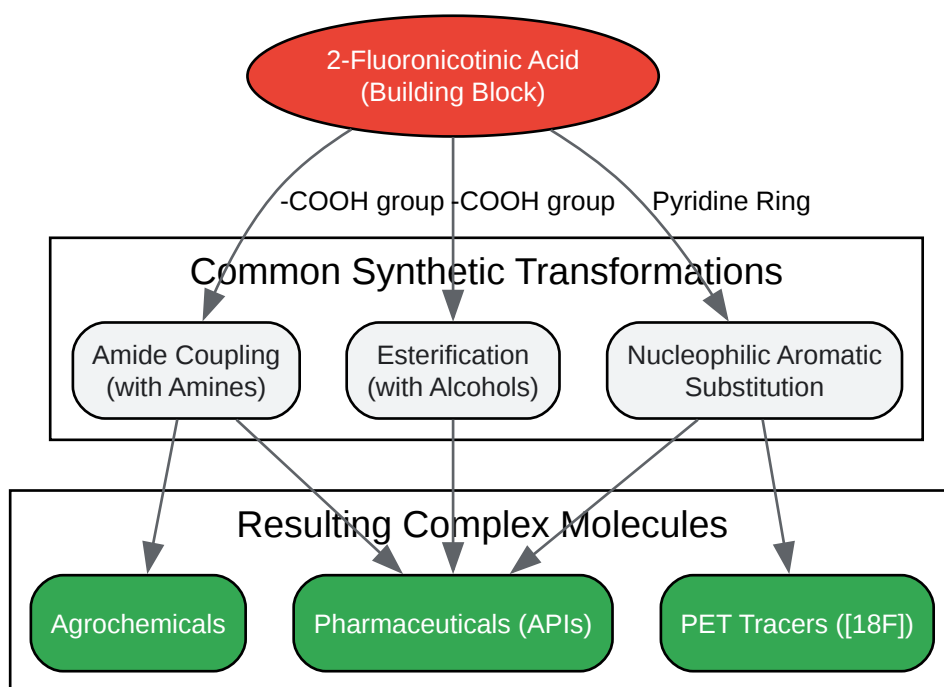 2-Fluoronicotinic Acid
(Building Block)
-COOH group
-COOH group
Pyridine Ring
Common Synthetic Transformations
Amide Coupling
(with Amines)
Esterification
(with Alcohols)
Nucleophilic Aromatic
Substitution
Resulting Complex Molecules
Agrochemicals
Pharmaceuticals (APIs)
PET Tracers ([18F])